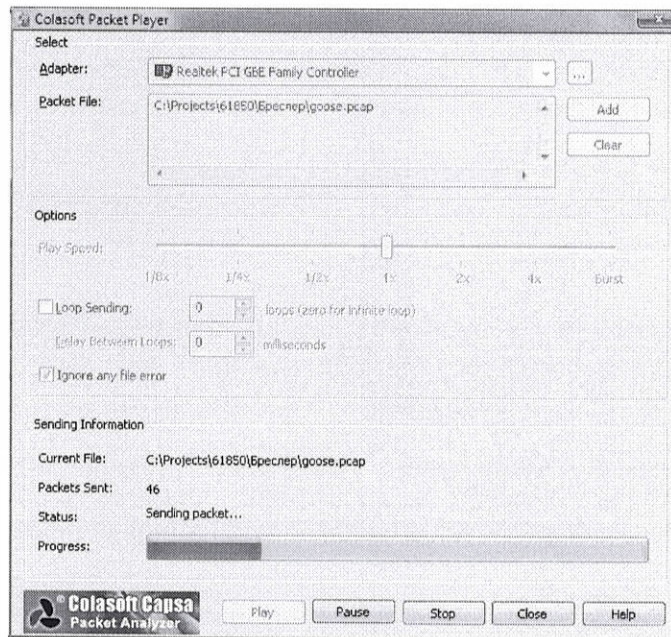 Colasoft Packet Player
Select
Adapter: Realtek PCI GBE Family Controller ...
Packet File: C:\Projects\61850\Бреслер\goose.pcap Add
Clear
Options
Play Speed:
1/8x 1/4x 1/2x 1x 2x 4x Burst
Loop Sending: 0 loops (zero for infinite loop)
Delay Between Loops: 0 milliseconds
Ignore any file error
Sending Information
Current File: C:\Projects\61850\Бреслер\goose.pcap
Packets Sent: 46
Status: Sending packet...
Progress:
Colasoft Capsa
Packet Analyzer
Play Pause Stop Close Help